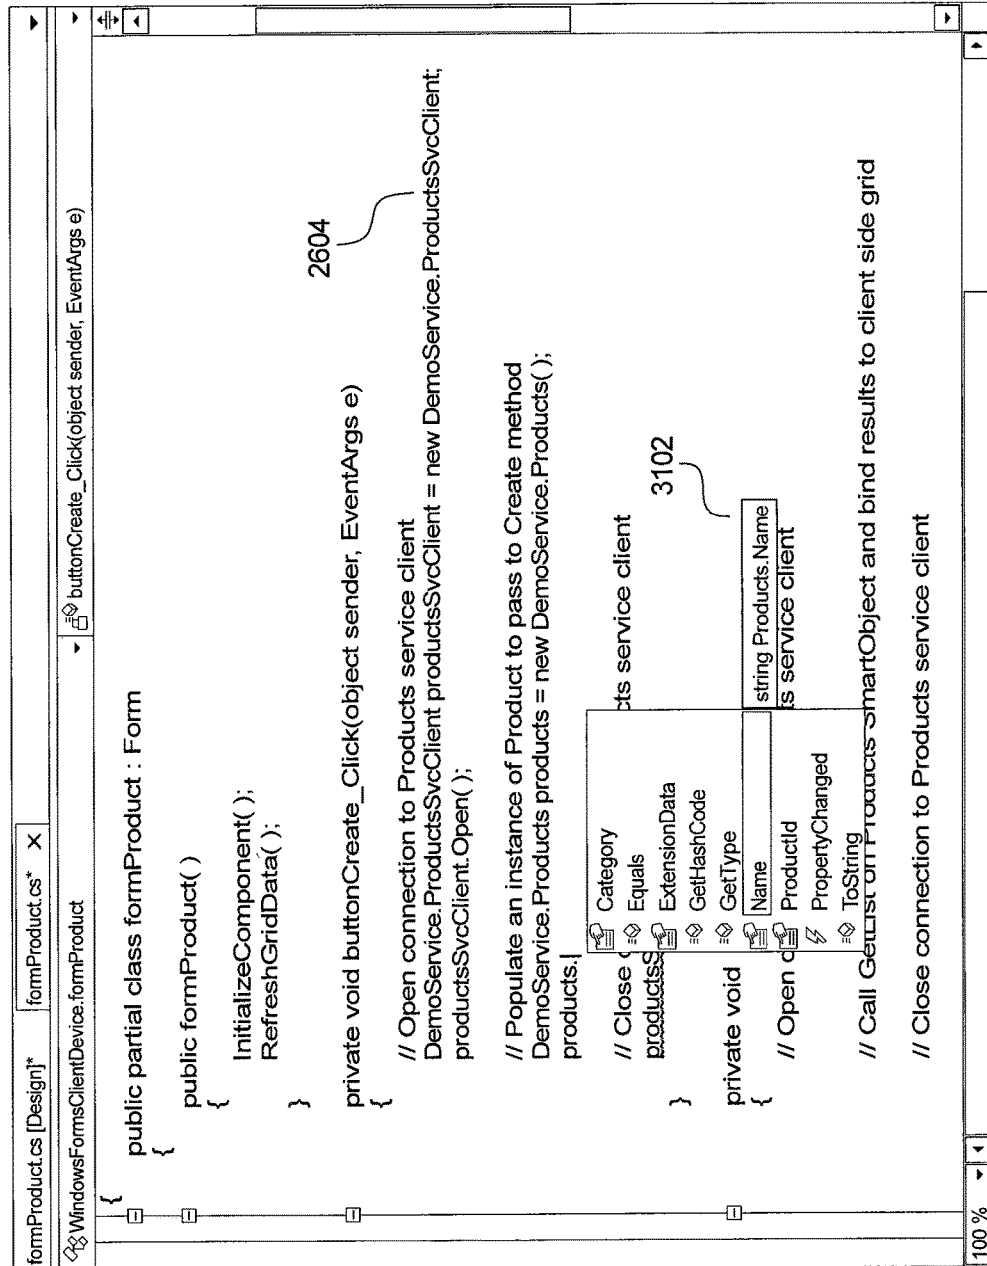 formProduct.cs [Design]* formProduct.cs* X
WindowsFormsClientDevice.formProduct buttonCreate_Click(object sender, EventArgs e)
{
public partial class formProduct : Form
{
public formProduct( )
{
InitializeComponent( );
RefreshGridData( );
}
2604
private void buttonCreate_Click(object sender, EventArgs e)
{
// Open connection to Products service client
DemoService.ProductsSvcClient productsSvcClient = new DemoService.ProductsSvcClient;
productsSvcClient.Open( );
// Populate an instance of Product to pass to Create method
DemoService.Products products = new DemoService.Products( );
products.
Category
// Close cts service client
Equals
productsS
ExtensionData
3102
}
GetHashCode
GetType
private void
Name string Products.Name
{
// Open c ts service client
ProductId
PropertyChanged
ToString
// Call GetList on Products SmartObject and bind results to client side grid
// Close connection to Products service client
100 %